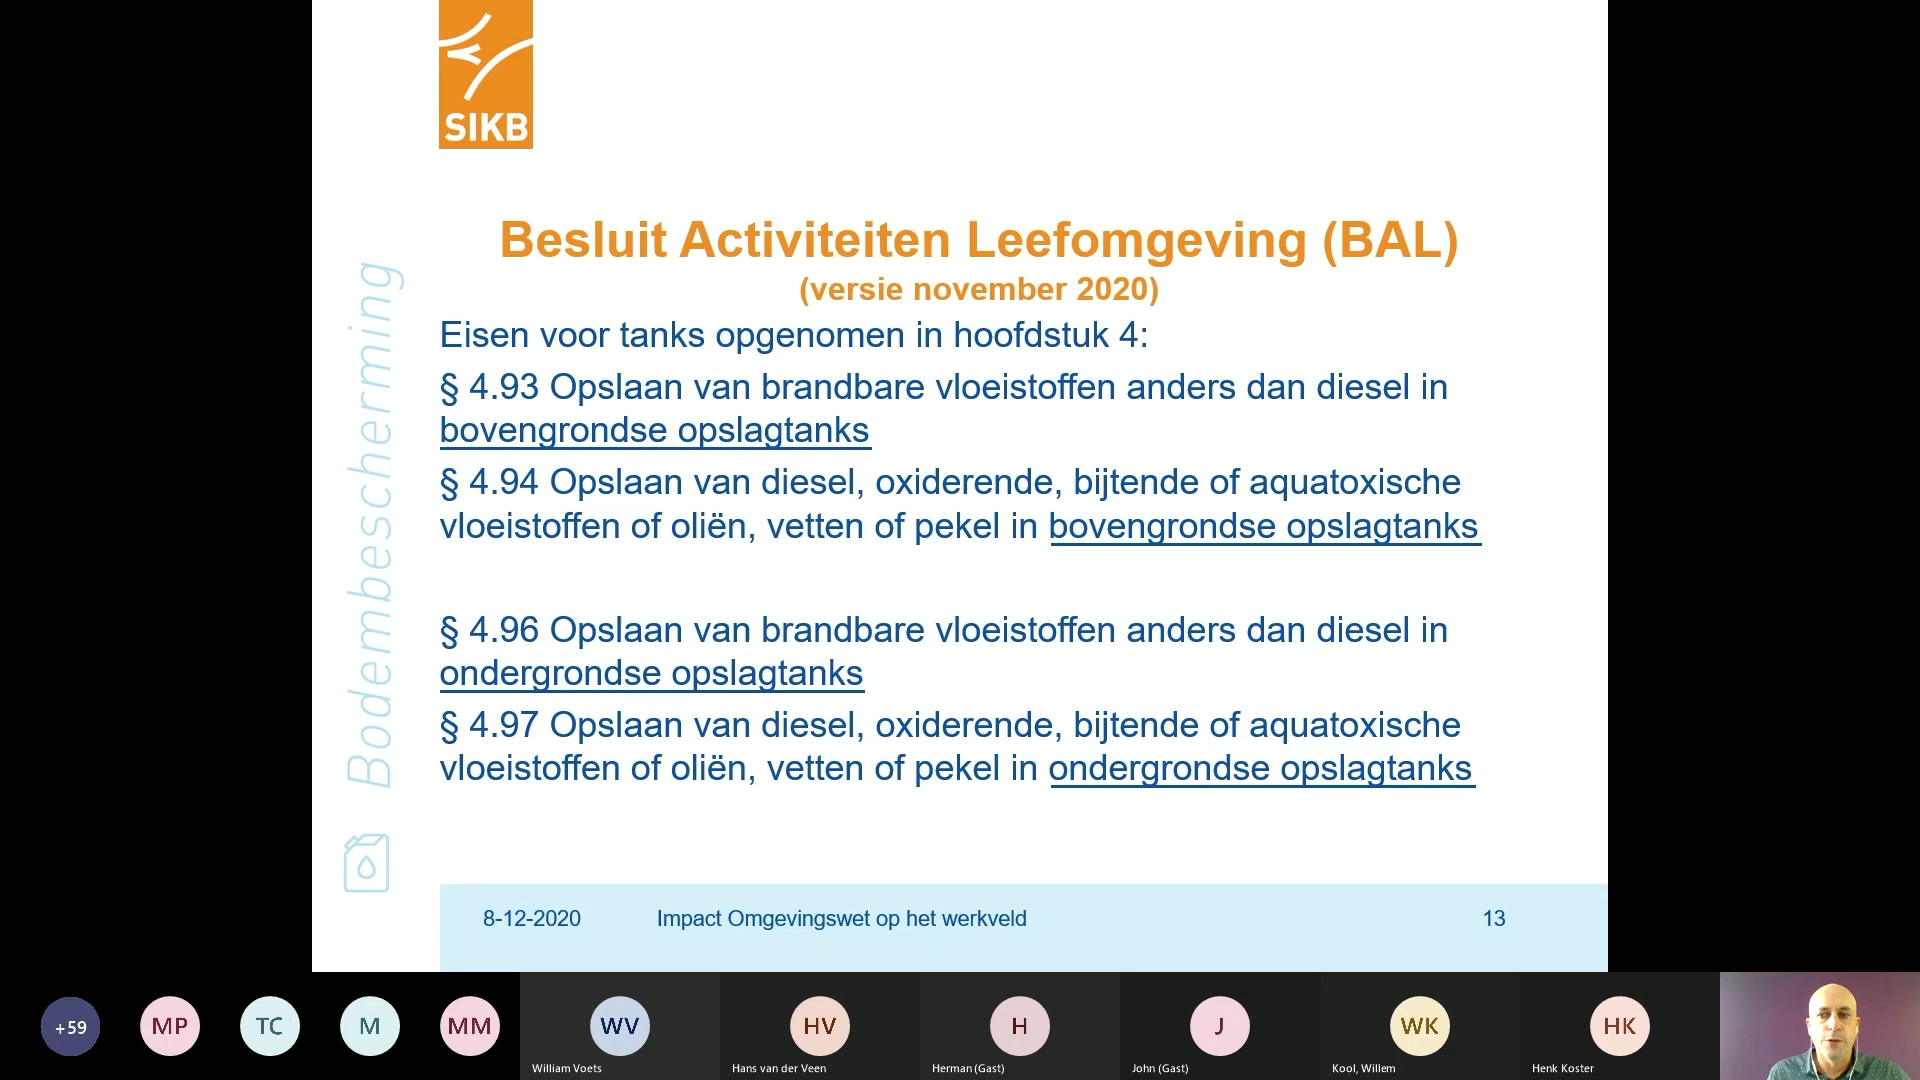 SIKB
Besluit Activiteiten Leefomgeving (BAL)
(versie november 2020)
Eisen voor tanks opgenomen in hoofdstuk 4:
§ 4.93 Opslaan van brandbare vloeistoffen anders dan diesel in
bovengrondse opslagtanks
§ 4.94 Opslaan van diesel, oxiderende, bijtende of aquatoxische
vloeistoffen of oliën, vetten of pekel in bovengrondse opslagtanks
§ 4.96 Opslaan van brandbare vloeistoffen anders dan diesel in
ondergrondse opslagtanks
§ 4.97 Opslaan van diesel, oxiderende, bijtende of aquatoxische
vloeistoffen of oliën, vetten of pekel in ondergrondse opslagtanks
Bodembescherming
8-12-2020 Impact Omgevingswet op het werkveld 13
+59 MP TC M MM WV HV H J WK HK
William Voets Hans van der Veen Herman (Gast) John (Gast) Kool, Willem Henk Koster